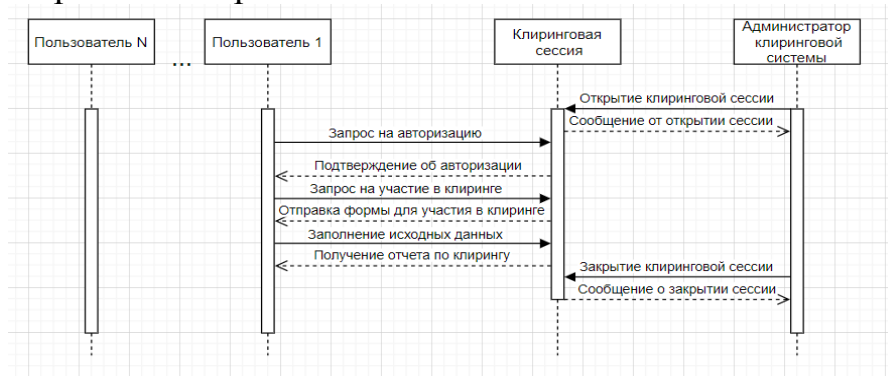 Пользователь N
...
Пользователь 1
Клиринговая
сессия
Администратор
клиринговой
системы
Открытие клиринговой сессии
Сообщение от открытии сессии
Запрос на авторизацию
Подтверждение об авторизации
Запрос на участие в клиринге
Отправка формы для участия в клиринге
Заполнение исходных данных
Получение отчета по клирингу
Закрытие клиринговой сессии
Сообщение о закрытии сессии